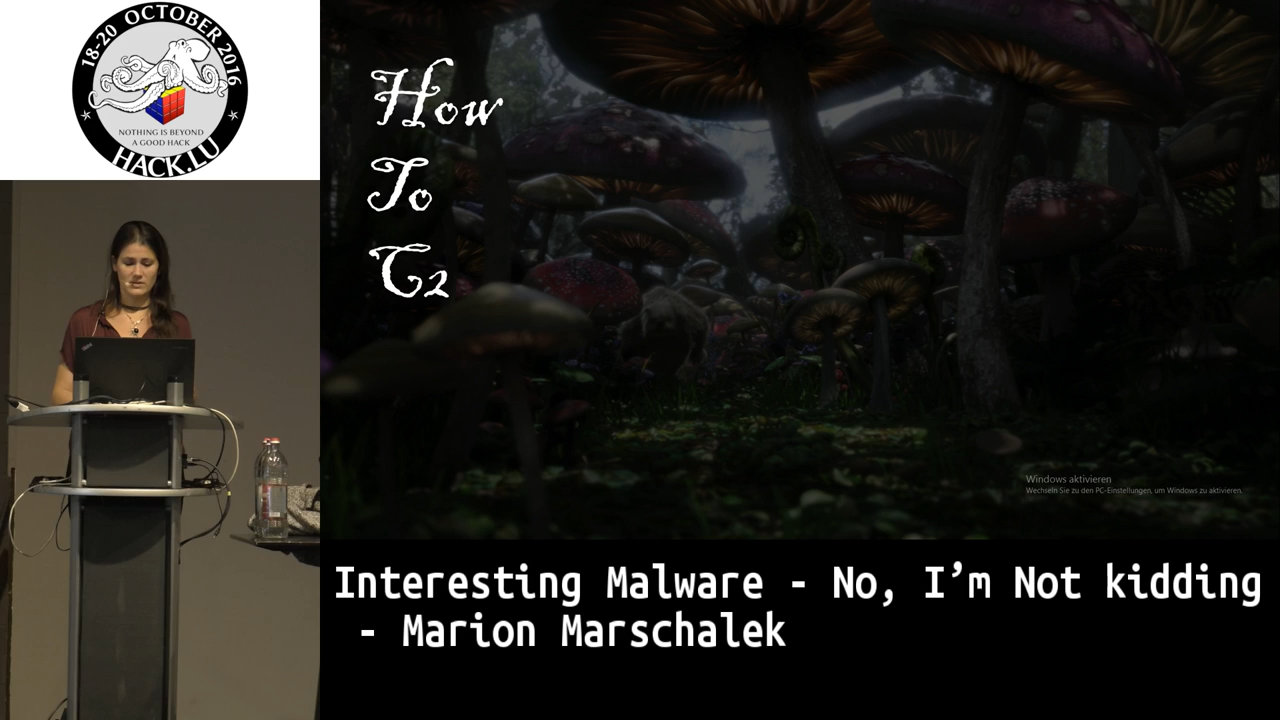 18-20 OCTOBER 2016
NOTHING IS BEYOND
A GOOD HACK
HACK.LU
How
To
C2
Windows aktivieren
Wechseln Sie zu den PC-Einstellungen, um Windows zu aktivieren.
Interesting Malware - No, I’m Not kidding
- Marion Marschalek